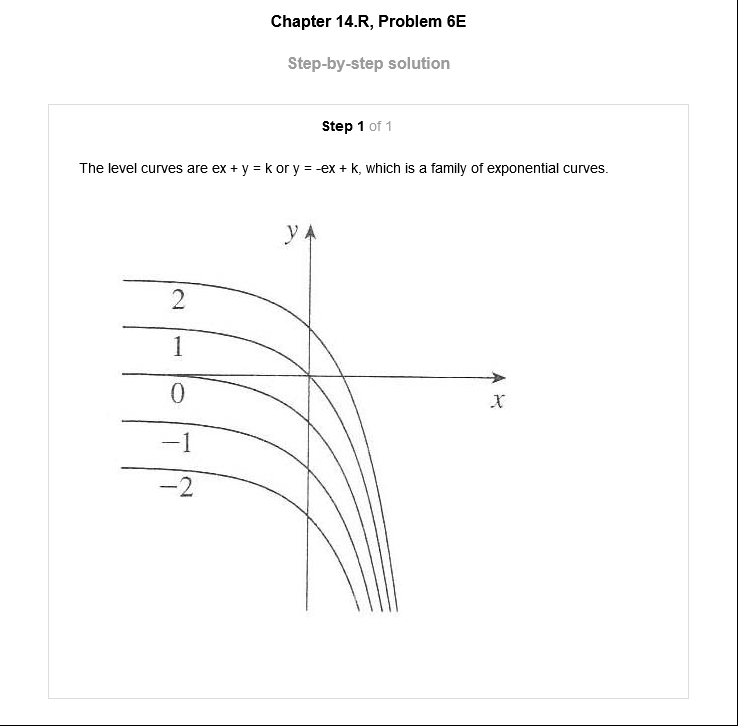 Chapter 14.R, Problem 6E
Step-by-step solution
Step 1 of 1
The level curves are ex + y = k or y = -ex + k, which is a family of exponential curves.
y
2
1
0
x
−1
−2